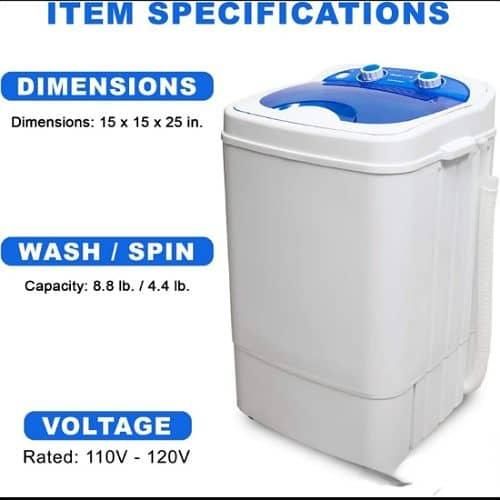 ITEM SPECIFICATIONS
DIMENSIONS
Dimensions: 15 x 15 x 25 in.
WASH / SPIN
Capacity: 8.8 lb. / 4.4 lb.
VOLTAGE
Rated: 110V - 120V